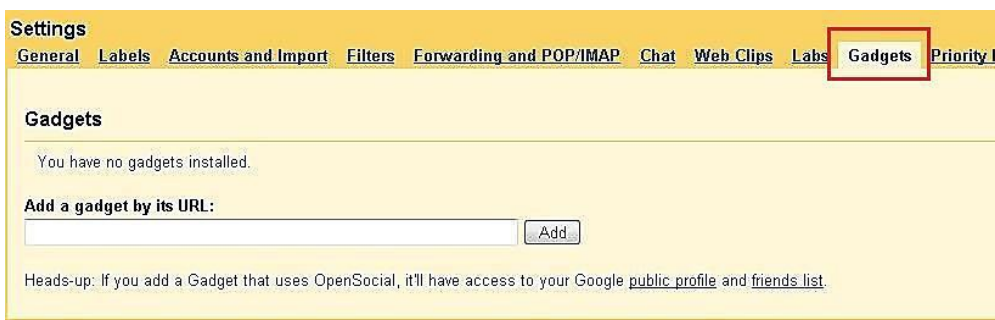 Settings
General Labels Accounts and Import Filters Forwarding and POP/IMAP Chat Web Clips Labs Gadgets Priority
Gadgets
You have no gadgets installed.
Add a gadget by its URL:
Add
Heads-up: If you add a Gadget that uses OpenSocial, it'll have access to your Google public profile and friends list.